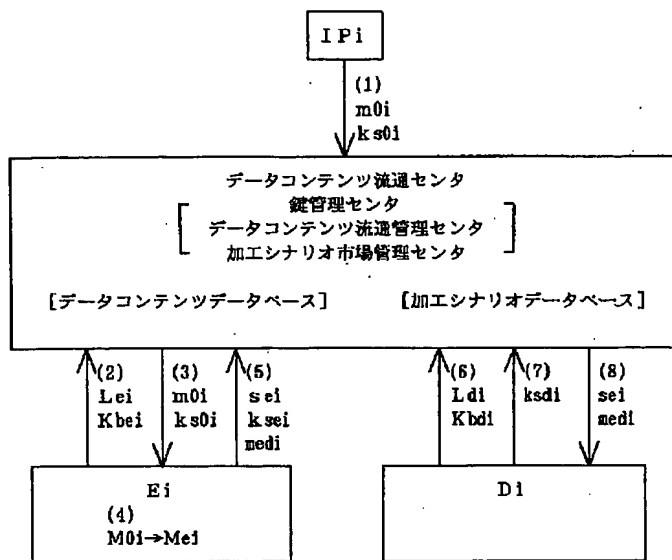 IPi
(1)
m0i
ks0i
データコンテンツ流通センタ
鍵管理センタ
データコンテンツ流通管理センタ
加工シナリオ市場管理センタ
[データコンテンツデータベース] [加工シナリオデータベース]
(2)
Lei
Kbei
(3)
m0i
ks0i
(5)
sei
ksei
medi
(6)
Ldi
Kbdi
(7)
ksdi
(8)
sei
medi
Ei
(4)
M0i→Mei
Di